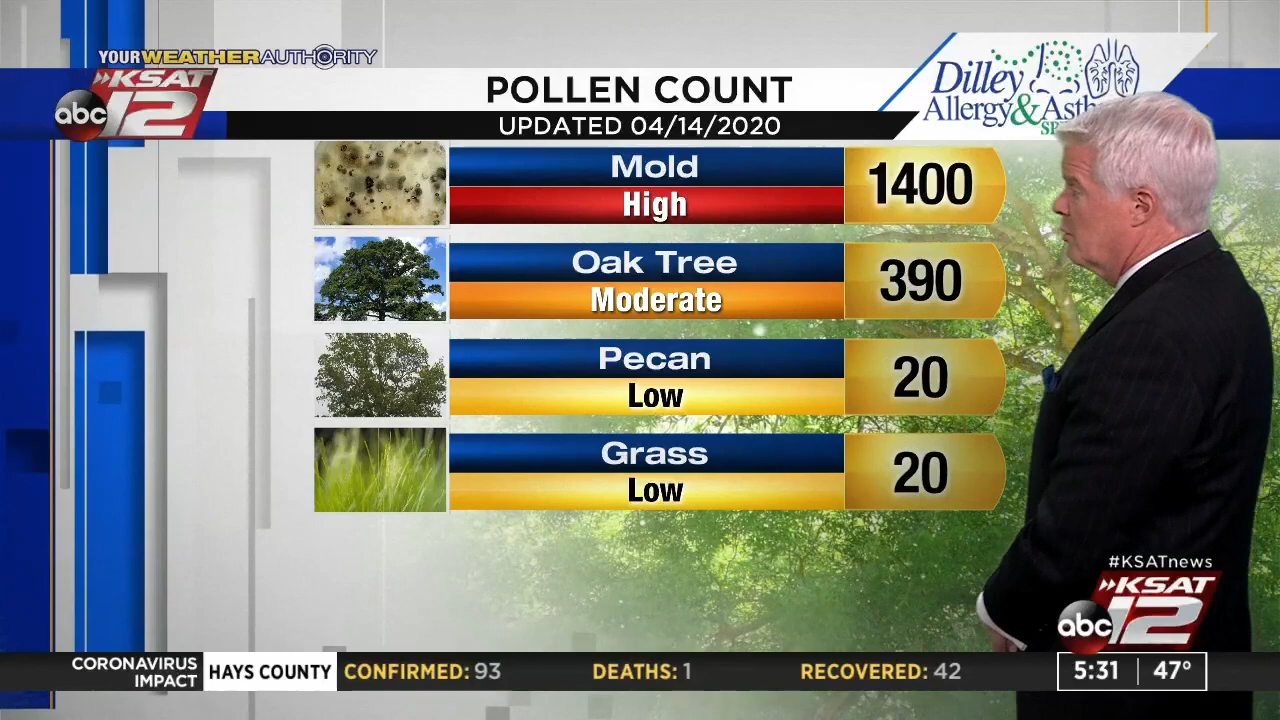 YOUR WEATHER AUTHORITY
KSAT
abc 12
POLLEN COUNT
UPDATED 04/14/2020
Dilley
Allergy&
Mold
High
1400
Oak Tree
Moderate
390
Pecan
Low
20
Grass
Low
20
#KSATnews
KSAT
abc 12
CORONAVIRUS
IMPACT
HAYS COUNTY CONFIRMED: 93 DEATHS: 1 RECOVERED: 42 5:31 47°